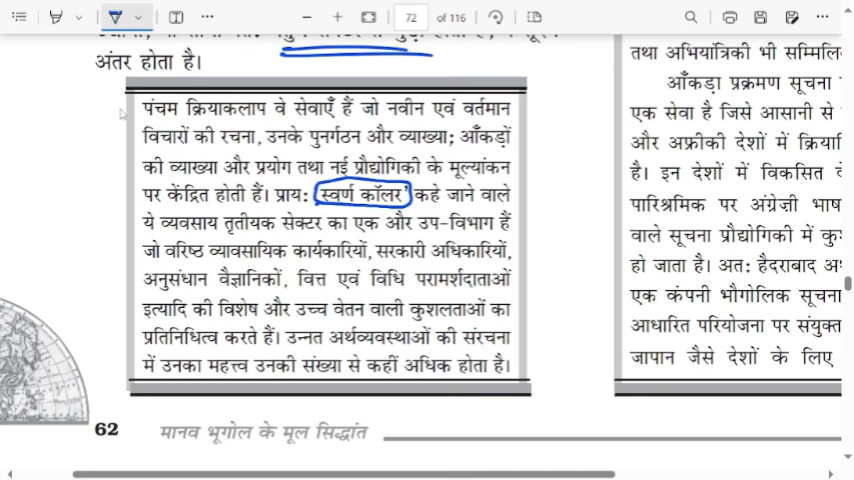 72 of 116
अंतर होता है।
पंचम क्रियाकलाप वे सेवाएँ हैं जो नवीन एवं वर्तमान
विचारों की रचना, उनके पुनर्गठन और व्याख्या; आँकड़ों
की व्याख्या और प्रयोग तथा नई प्रौद्योगिकी के मूल्यांकन
पर केंद्रित होती हैं। प्राय: 'स्वर्ण कॉलर' कहे जाने वाले
ये व्यवसाय तृतीयक सेक्टर का एक और उप-विभाग हैं
जो वरिष्ठ व्यावसायिक कार्यकारियों, सरकारी अधिकारियों,
अनुसंधान वैज्ञानिकों, वित्त एवं विधि परामर्शदाताओं
इत्यादि की विशेष और उच्च वेतन वाली कुशलताओं का
प्रतिनिधित्व करते हैं। उन्नत अर्थव्यवस्थाओं की संरचना
में उनका महत्त्व उनकी संख्या से कहीं अधिक होता है।
62 मानव भूगोल के मूल सिद्धांत
तथा अभियांत्रिकी भी
आँकड़ा प्रक्रमण सूचना
एक सेवा है जिसे आसानी से
और अफ्रीकी देशों में
है। इन देशों में विकसित
पारिश्रमिक पर अंग्रेज़ी
वाले सूचना प्रौद्योगिकी में
हो जाता है। अत: हैदराबाद
एक कंपनी भौगोलिक सूचना
आधारित परियोजना पर
जापान जैसे देशों के लिए